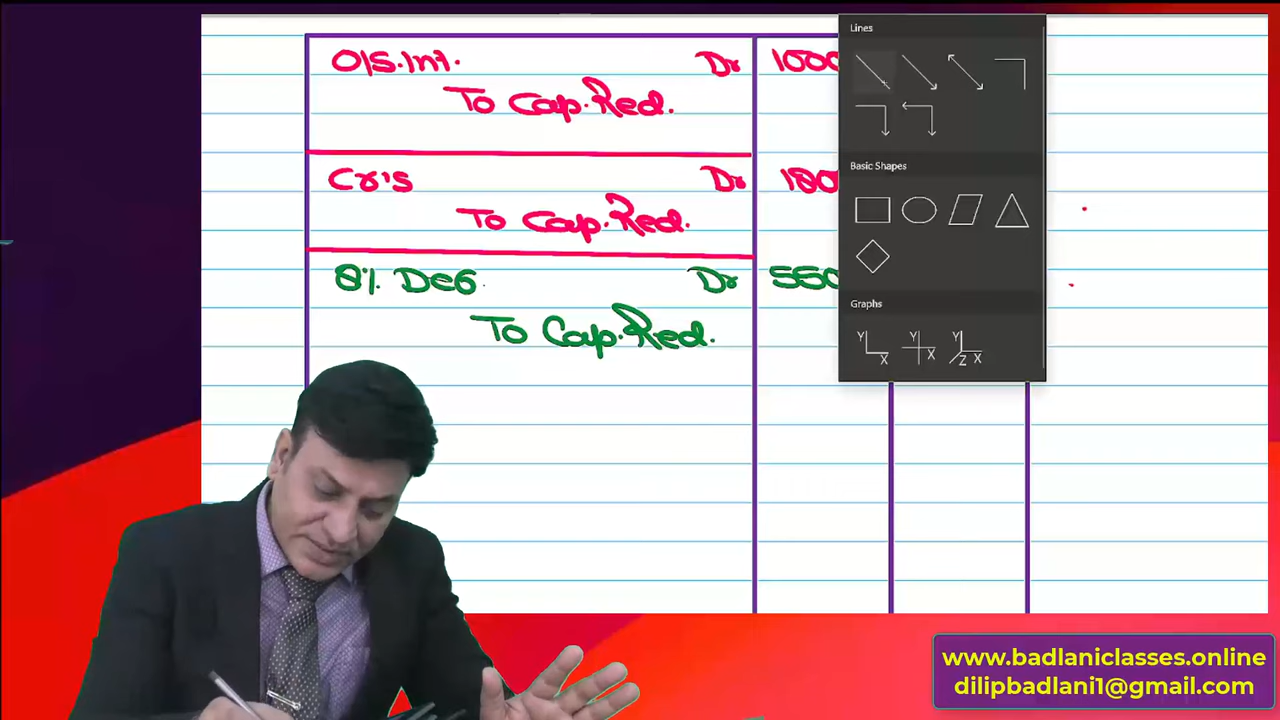 O/S.Int. Dr 1000
To Cap.Red.
Cr's Dr 180
To Cap.Red.
8% Deb Dr 550
To Cap.Red.
Lines
Basic Shapes
Graphs
Y X
Y X
Y Z X
www.badlaniclasses.online
dilipbadlani1@gmail.com